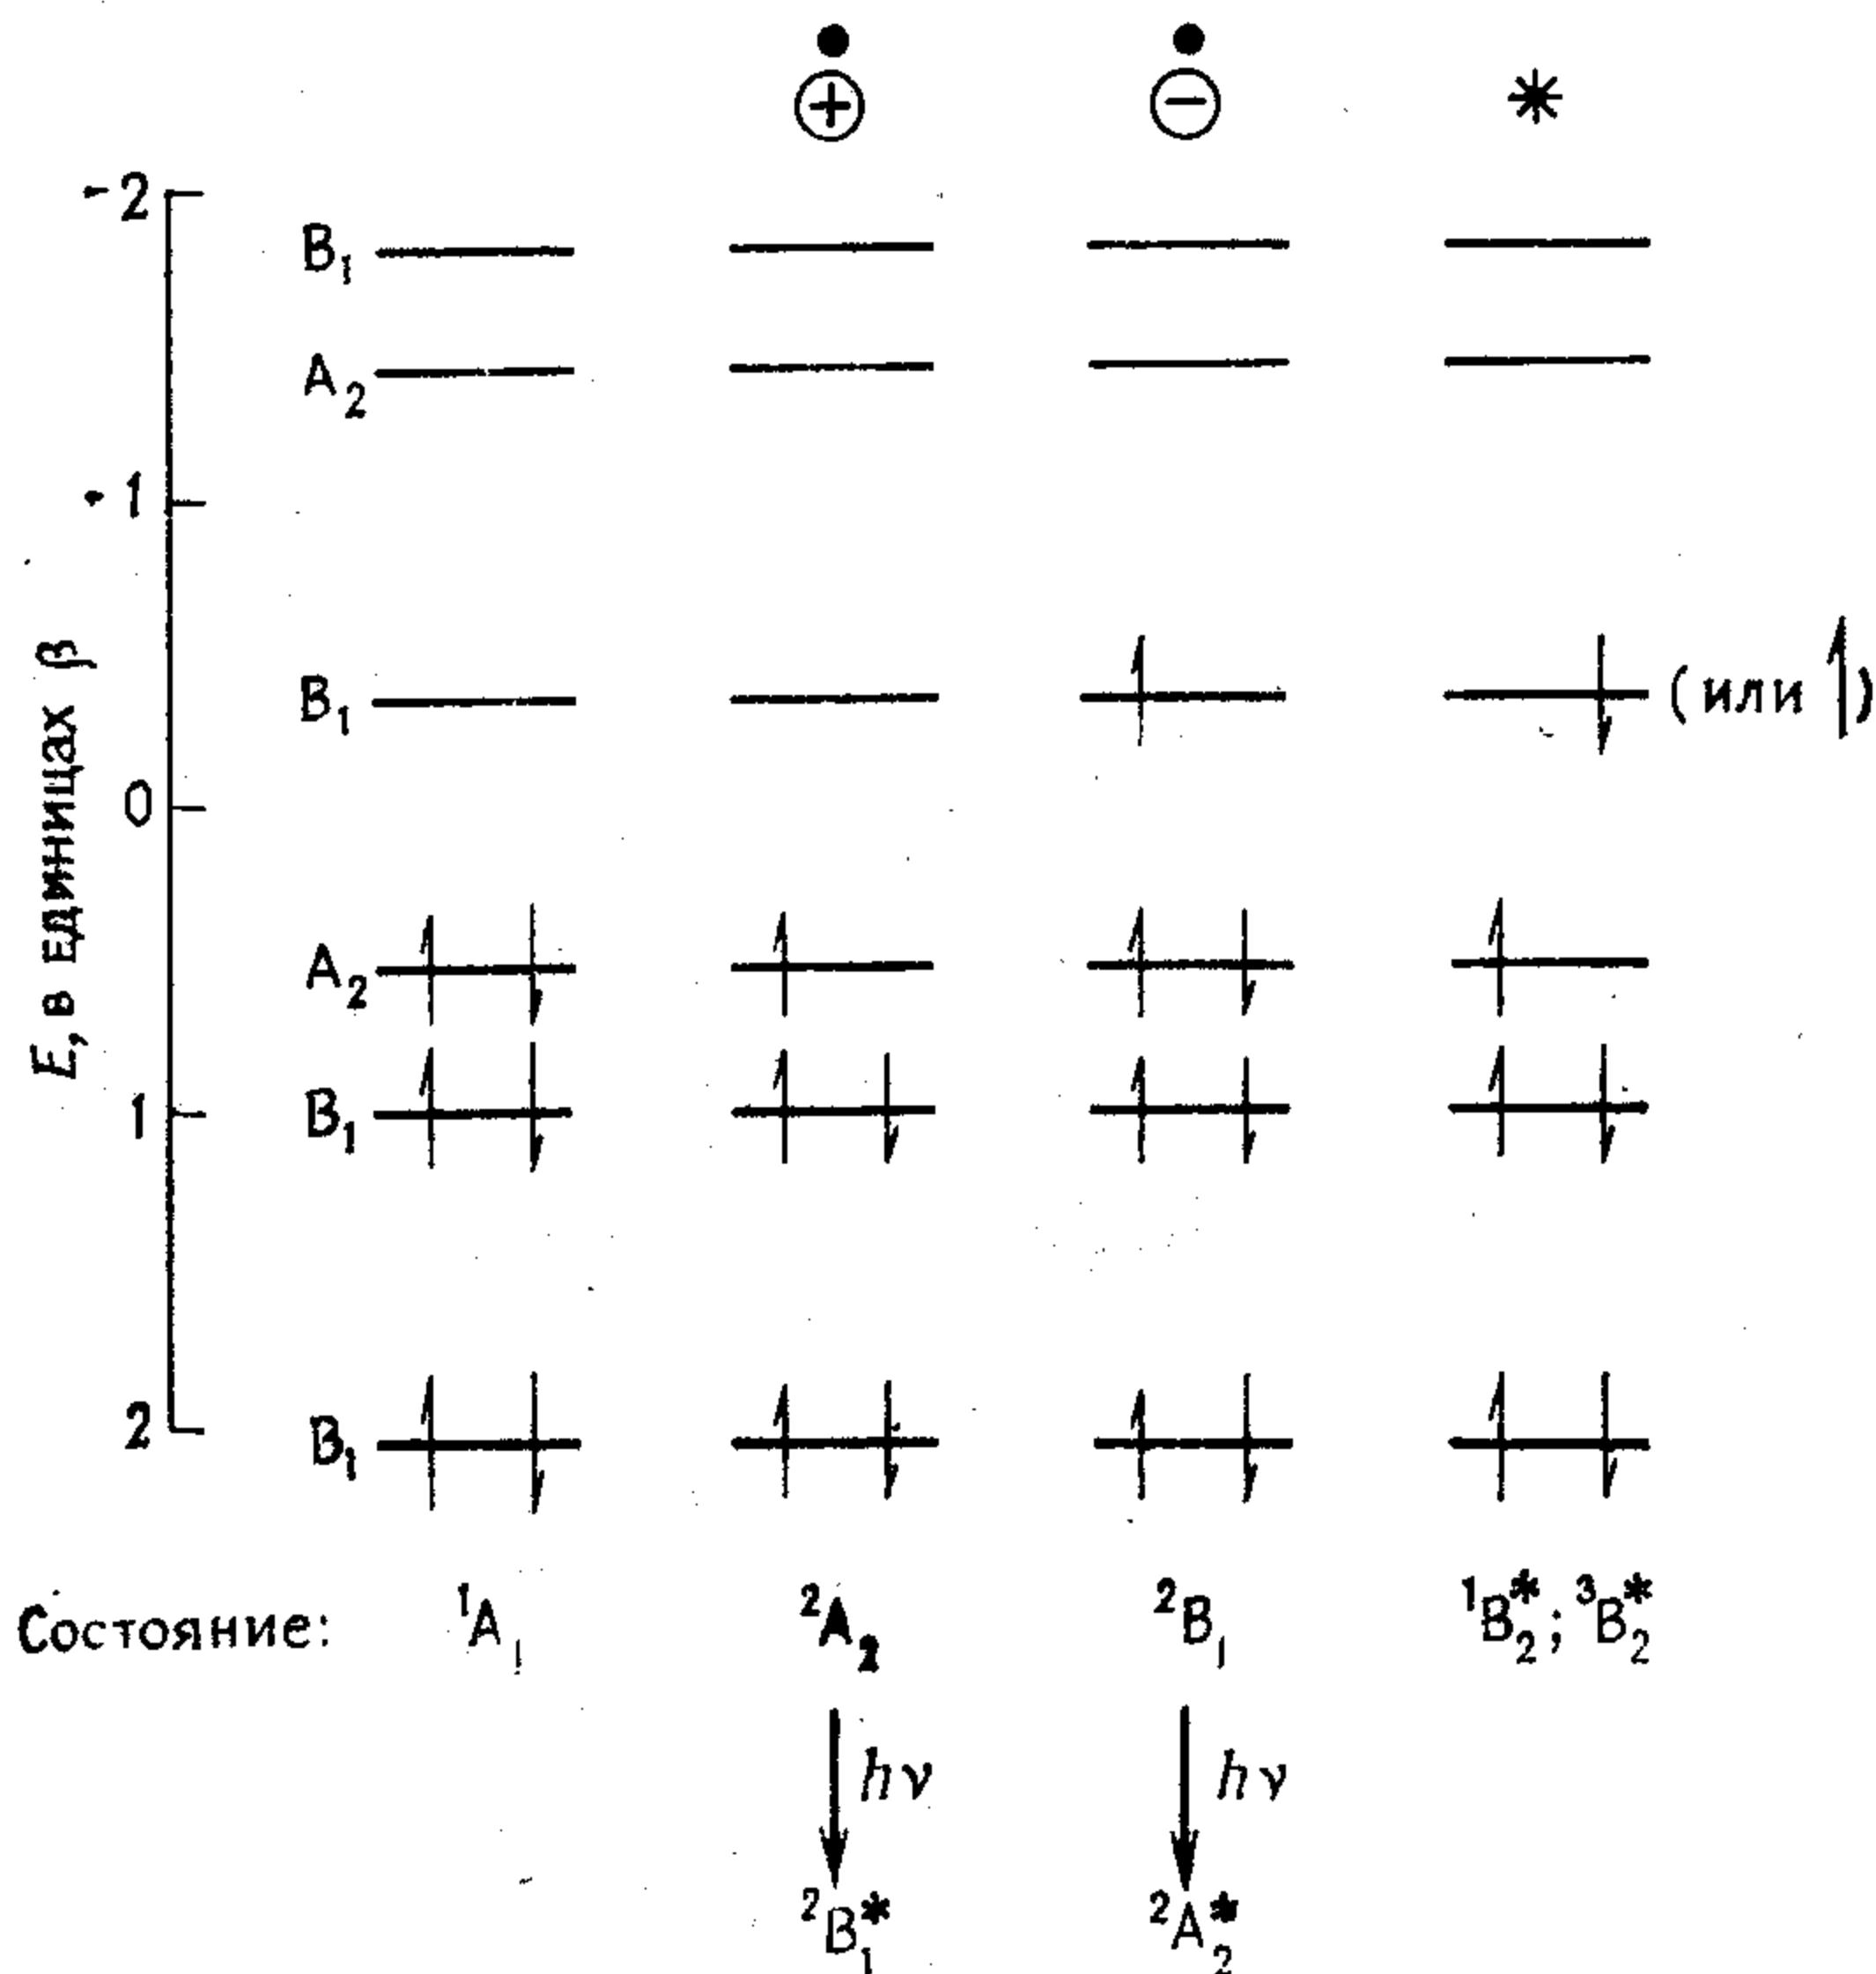 • ⊕ • ⊖ *
-2
B₁
A₂
-1
B₁ (или ↿)
0
E, в единицах β
A₂
1
B₁
2
B₁
Состояние: ¹A₁ ²A₂ ²B₁ ¹B₂*; ³B₂*
hν hν
²B₁* ²A₂*